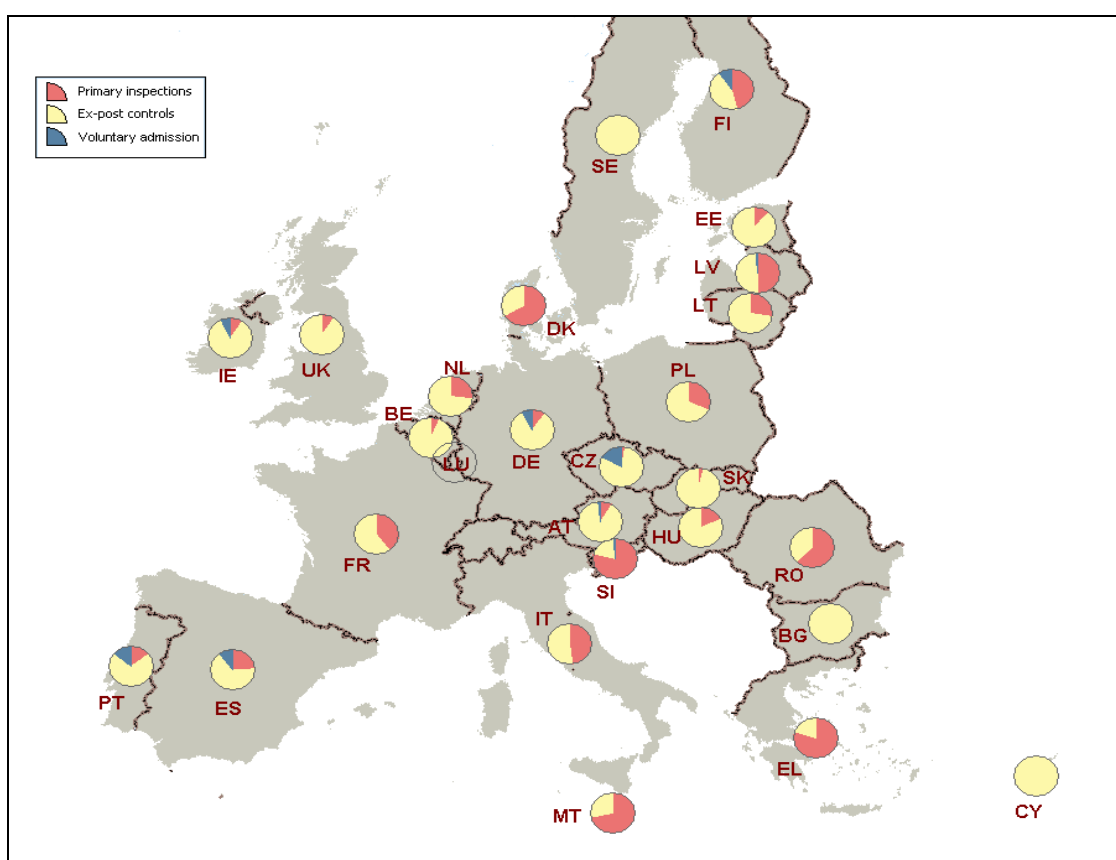 Primary inspections
Ex-post controls
Voluntary admission
FI
SE
EE
LV
LT
DK
IE
UK
NL
PL
BE
LU
DE
CZ
SK
AT
HU
FR
SI
RO
IT
BG
PT
ES
EL
MT
CY